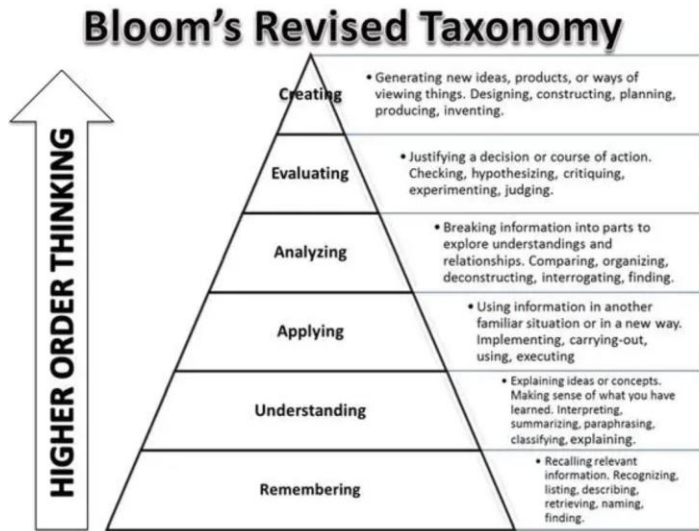 Bloom's Revised Taxonomy
HIGHER ORDER THINKING
Creating
• Generating new ideas, products, or ways of
viewing things. Designing, constructing, planning,
producing, inventing.
Evaluating
• Justifying a decision or course of action.
Checking, hypothesizing, critiquing,
experimenting, judging.
Analyzing
• Breaking information into parts to
explore understandings and
relationships. Comparing, organizing,
deconstructing, interrogating, finding.
Applying
• Using information in another
familiar situation or in a new way.
Implementing, carrying-out,
using, executing
Understanding
• Explaining ideas or concepts.
Making sense of what you have
learned. Interpreting,
summarizing, paraphrasing,
classifying, explaining.
Remembering
• Recalling relevant
information. Recognizing,
listing, describing,
retrieving, naming,
finding.